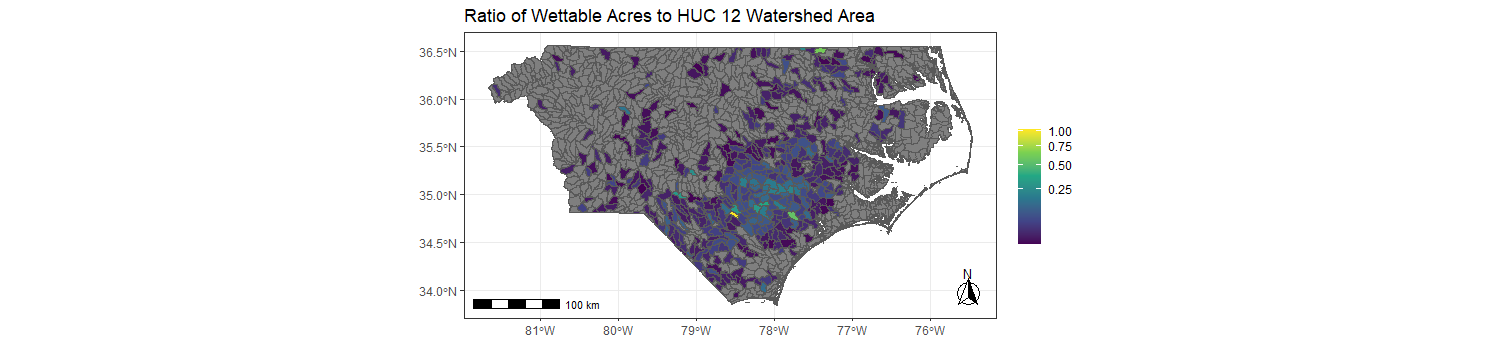 Ratio of Wettable Acres to HUC 12 Watershed Area
36.5°N
36.0°N
35.5°N
35.0°N
34.5°N
34.0°N
81°W
80°W
79°W
78°W
77°W
76°W
100 km
N
1.00
0.75
0.50
0.25